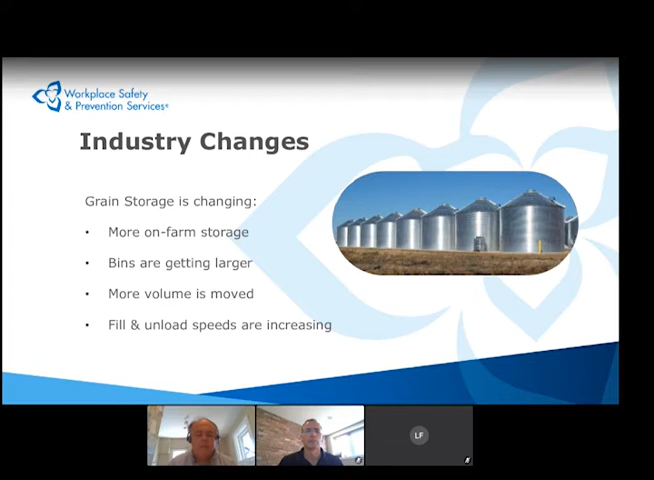 Workplace Safety
& Prevention Services®
Industry Changes
Grain Storage is changing:
• More on-farm storage
• Bins are getting larger
• More volume is moved
• Fill & unload speeds are increasing
LF